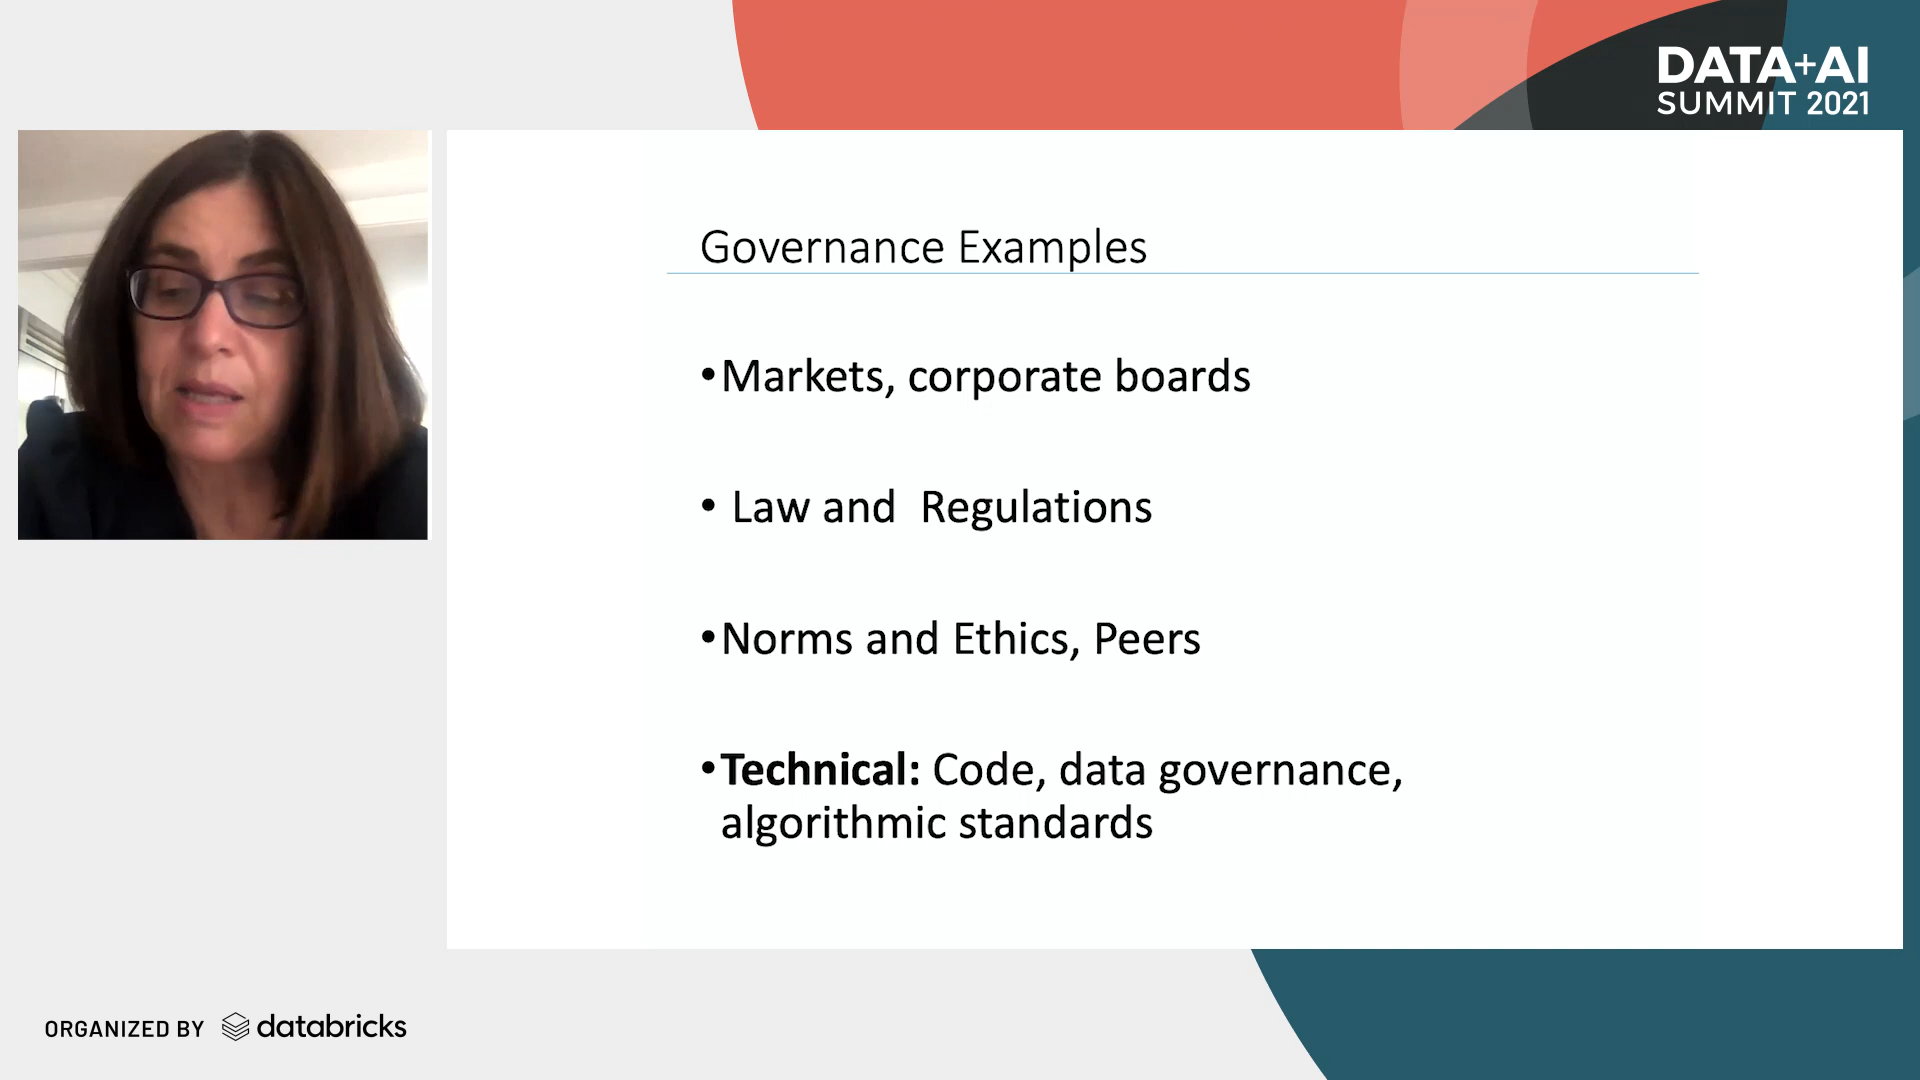 DATA+AI
SUMMIT 2021
Governance Examples
•Markets, corporate boards
• Law and  Regulations
•Norms and Ethics, Peers
•Technical: Code, data governance,
algorithmic standards
ORGANIZED BY databricks